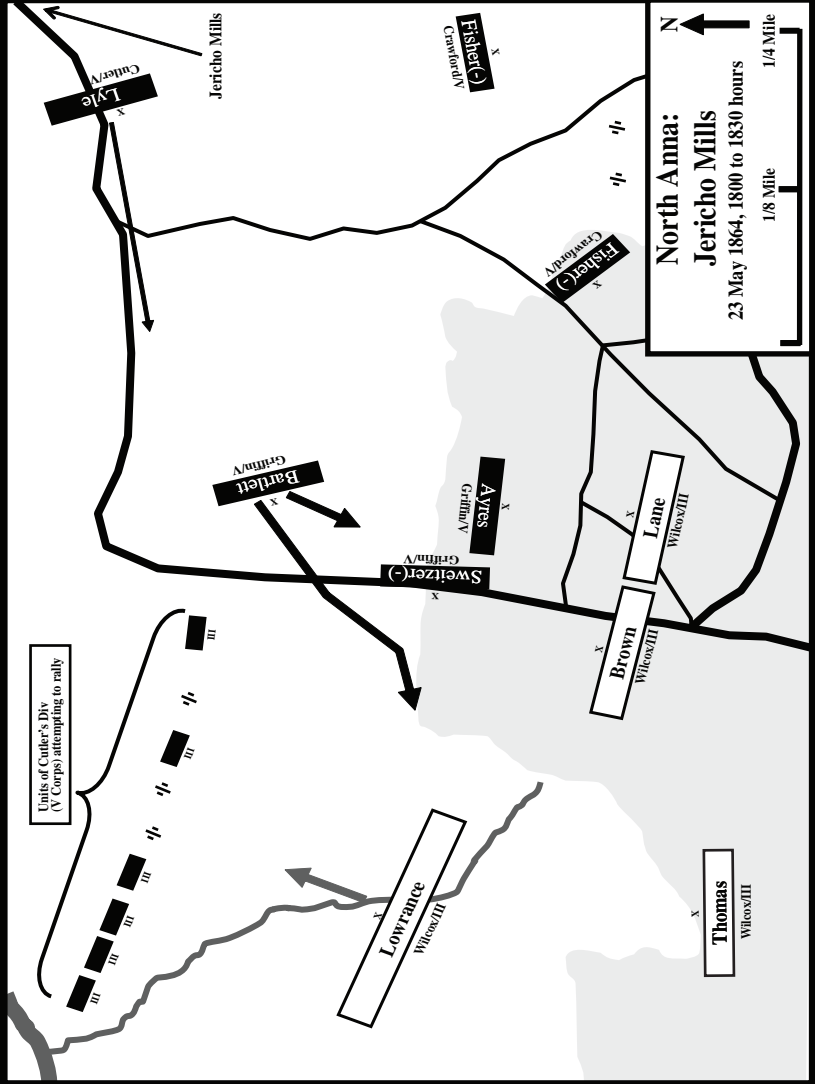 North Anna:
Jericho Mills
23 May 1864, 1800 to 1830 hours
N
1/4 Mile
1/8 Mile
Jericho Mills
Lyle
Cutler/V
x
Fisher(-)
Crawford/V
x
Fisher(-)
Crawford/V
x
Bartlett
Griffin/V
x
Ayres
Griffin/V
x
Sweitzer(-)
Griffin/V
x
Lane
Wilcox/III
x
Brown
Wilcox/III
x
Lowrance
Wilcox/III
x
Thomas
Wilcox/III
x
Units of Cutler's Div
(V Corps) attempting to rally
III
III
III
III
III
III